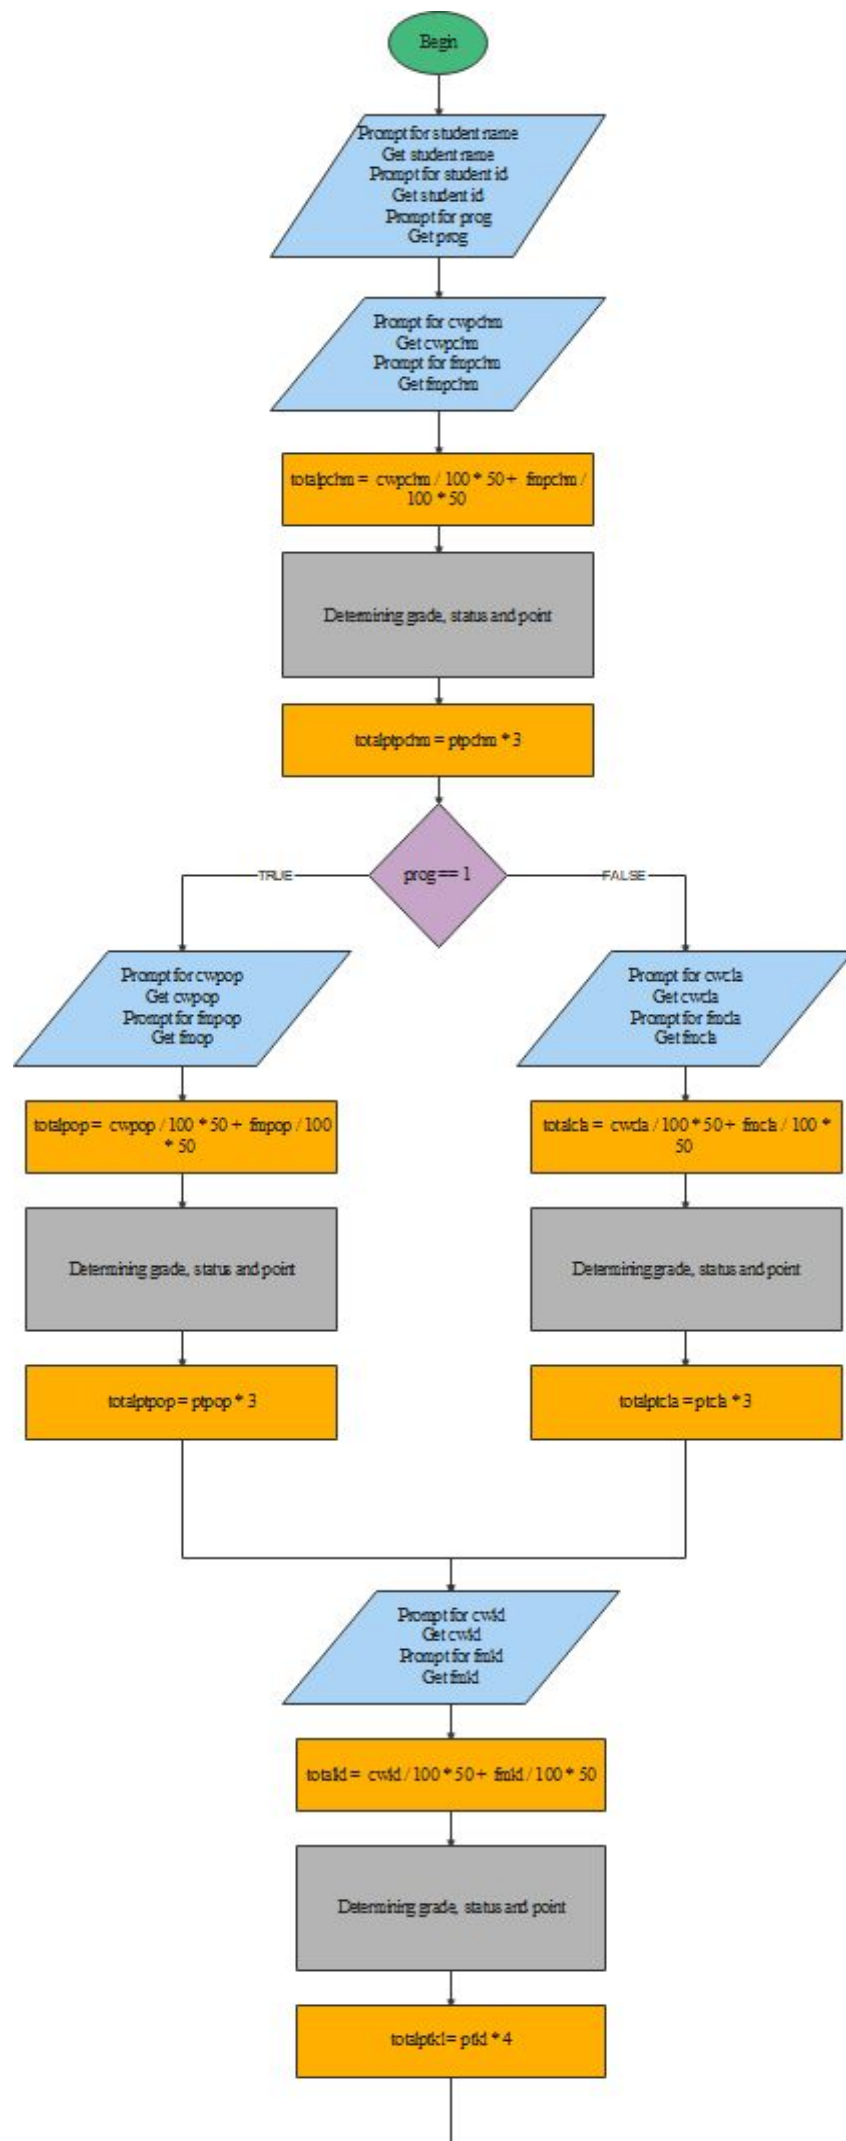 Begin
Prompt for student name
Get student name
Prompt for student id
Get student id
Prompt for prog
Get prog
Prompt for cwpchm
Get cwpchm
Prompt for fmpchm
Get fmpchm
totalpchm = cwpchm / 100 * 50 + fmpchm /
100 * 50
Determining grade, status and point
totalptpchm = ptpchm * 3
prog == 1
TRUE
FALSE
Prompt for cwpop
Get cwpop
Prompt for fmpop
Get fmop
totalpop = cwpop / 100 * 50 + fmpop / 100
* 50
Determining grade, status and point
totalptpop = ptpop * 3
Prompt for cwcla
Get cwcla
Prompt for fmcla
Get fmcla
totalcla = cwcla / 100 * 50 + fmcla / 100 *
50
Determining grade, status and point
totalptcla = ptcla * 3
Prompt for cwkl
Get cwkl
Prompt for fmkl
Get fmkl
totalkl = cwkl / 100 * 50 + fmkl / 100 * 50
Determining grade, status and point
totalptkl = ptkl * 4